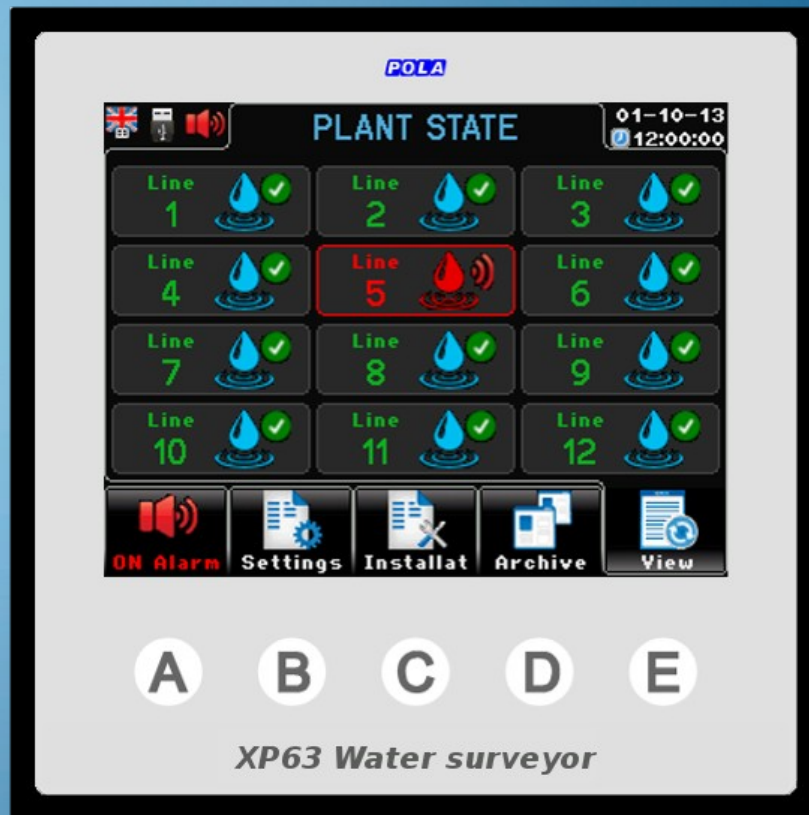 POLA
PLANT STATE
01-10-13
12:00:00
Line 1
Line 2
Line 3
Line 4
Line 5
Line 6
Line 7
Line 8
Line 9
Line 10
Line 11
Line 12
ON Alarm
Settings
Installat
Archive
View
A
B
C
D
E
XP63 Water surveyor